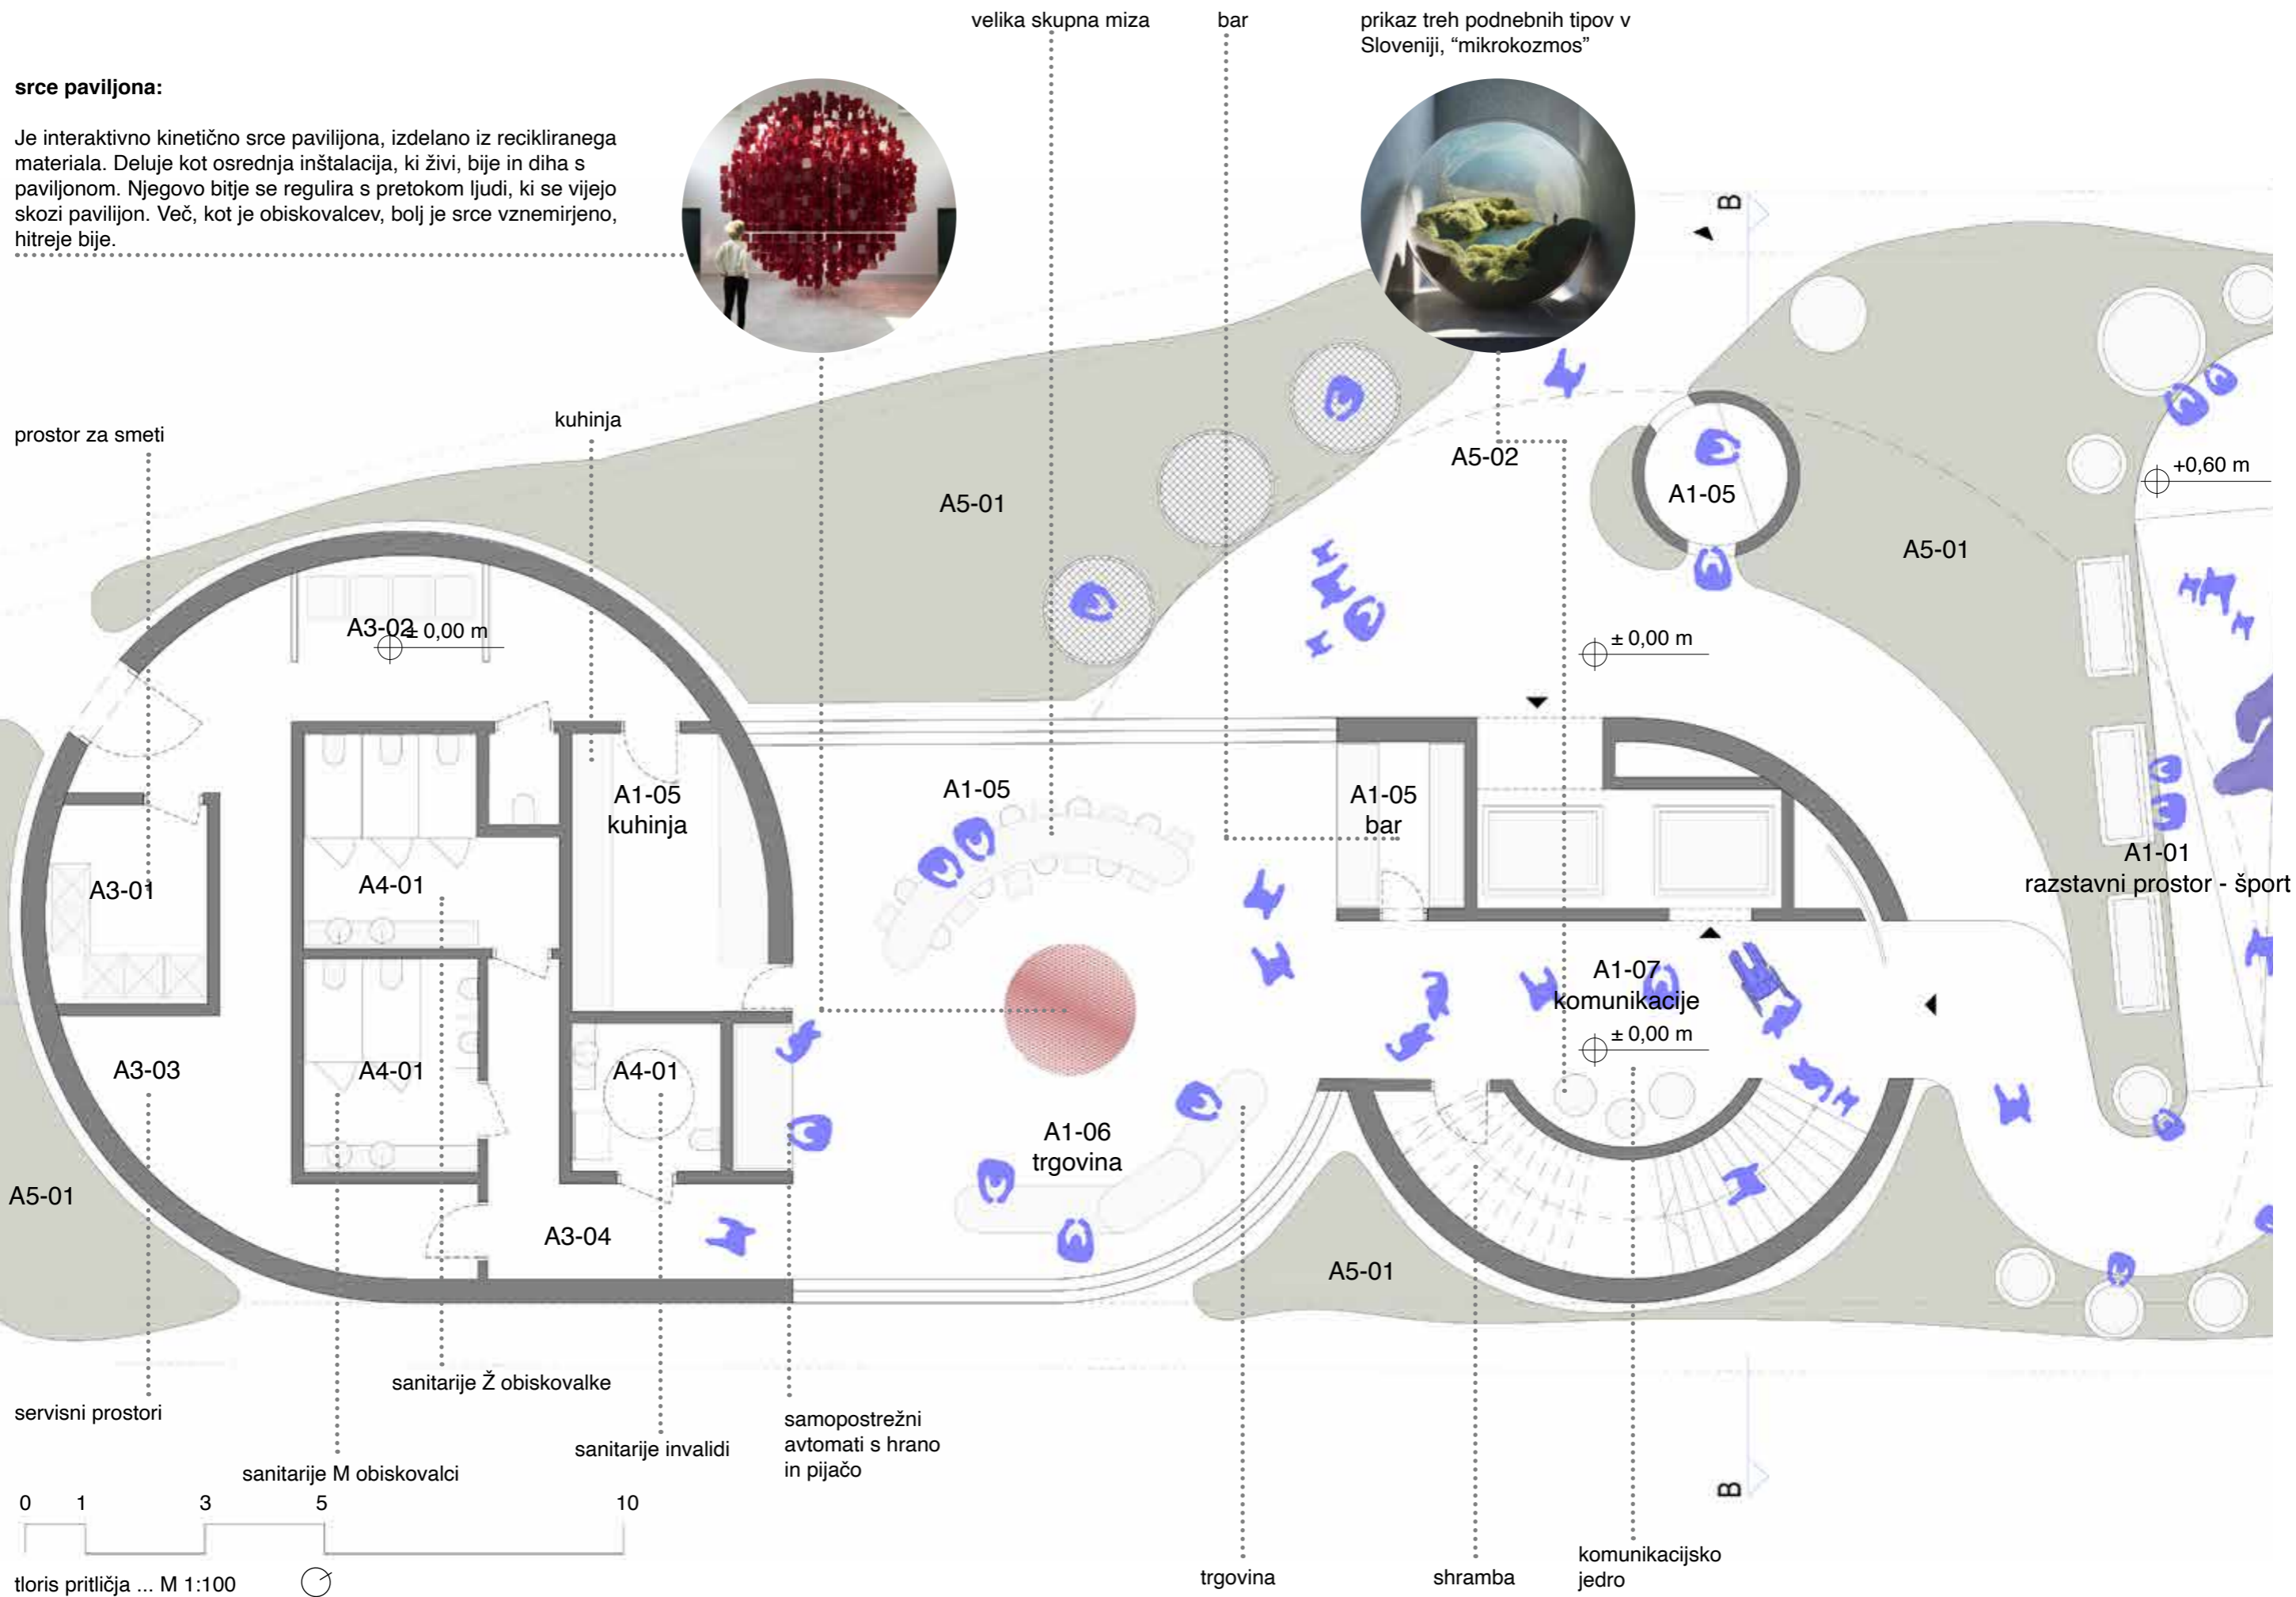 velika skupna miza
bar
prikaz treh podnebnih tipov v
Sloveniji, “mikrokozmos”
srce paviljona:
Je interaktivno kinetično srce pavilijona, izdelano iz recikliranega
materiala. Deluje kot osrednja inštalacija, ki živi, bije in diha s
paviljonom. Njegovo bitje se regulira s pretokom ljudi, ki se vijejo
skozi pavilijon. Več, kot je obiskovalcev, bolj je srce vznemirjeno,
hitreje bije.
B
prostor za smeti
kuhinja
A5-02
+0,60 m
A5-01
A1-05
A5-01
A3-02
± 0,00 m
± 0,00 m
A1-05
kuhinja
A1-05
A1-05
bar
A1-01
razstavni prostor - šport
A3-01
A4-01
A1-07
komunikacije
± 0,00 m
A3-03
A4-01
A4-01
A1-06
trgovina
A5-01
A3-04
A5-01
sanitarije Ž obiskovalke
servisni prostori
samopostrežni
avtomati s hrano
in pijačo
sanitarije invalidi
sanitarije M obiskovalci
B
0 1 3 5 10
komunikacijsko
jedro
trgovina
shramba
tloris pritličja ... M 1:100